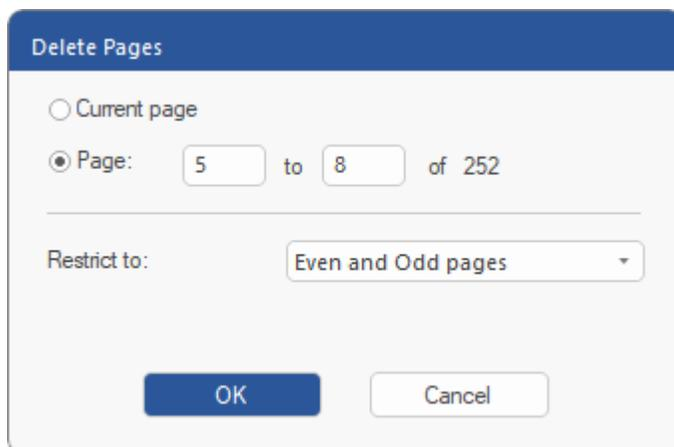 Delete Pages
Current page
Page: 5 to 8 of 252
Restrict to: Even and Odd pages
OK Cancel